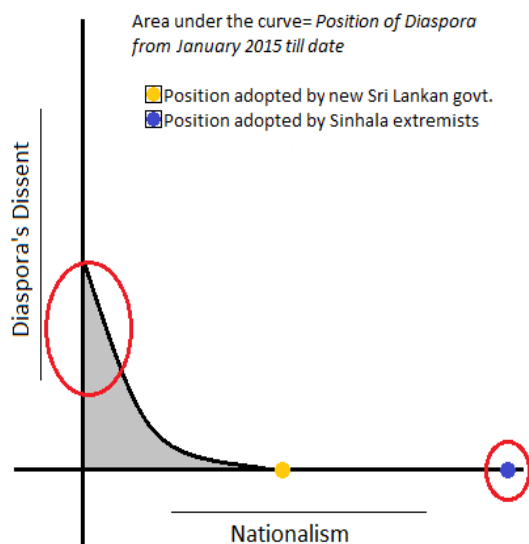 Area under the curve= Position of Diaspora
from January 2015 till date
Position adopted by new Sri Lankan govt.
Position adopted by Sinhala extremists
Diaspora's Dissent
Nationalism